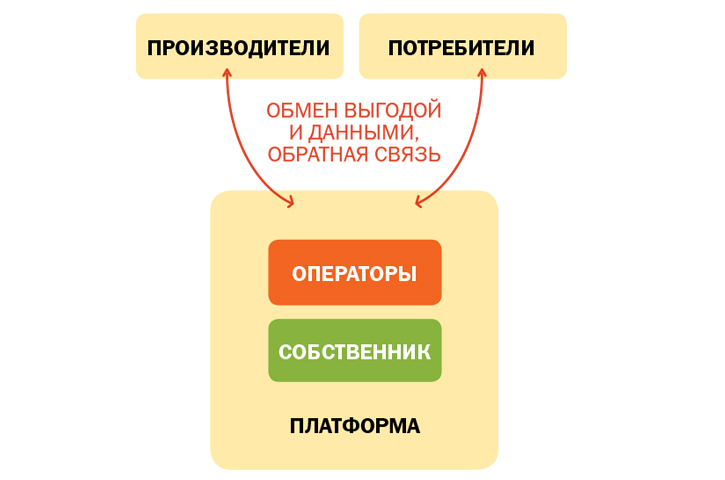 ПРОИЗВОДИТЕЛИ
ПОТРЕБИТЕЛИ
ОБМЕН ВЫГОДОЙ
И ДАННЫМИ,
ОБРАТНАЯ СВЯЗЬ
ОПЕРАТОРЫ
СОБСТВЕННИК
ПЛАТФОРМА